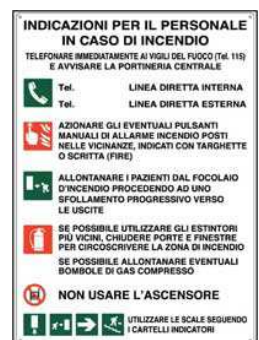 INDICAZIONI PER IL PERSONALE
IN CASO DI INCENDIO
TELEFONARE IMMEDIATAMENTE AI VIGILI DEL FUOCO (Tel. 115)
E AVVISARE LA PORTINERIA CENTRALE
Tel. LINEA DIRETTA INTERNA
Tel. LINEA DIRETTA ESTERNA
AZIONARE GLI EVENTUALI PULSANTI
MANUALI DI ALLARME INCENDIO POSTI
NELLE VICINANZE, INDICATI CON TARGHETTE
O SCRITTA (FIRE)
ALLONTANARE I PAZIENTI DAL FOCOLAIO
D'INCENDIO PROCEDENDO AD UNO
SFOLLAMENTO PROGRESSIVO VERSO
LE USCITE
SE POSSIBILE UTILIZZARE GLI ESTINTORI
PIÙ VICINI, CHIUDERE PORTE E FINESTRE
PER CIRCOSCRIVERE LA ZONA DI INCENDIO
SE POSSIBILE ALLONTANARE EVENTUALI
BOMBOLE DI GAS COMPRESSO
NON USARE L'ASCENSORE
UTILIZZARE LE SCALE SEGUENDO
I CARTELLI INDICATORI